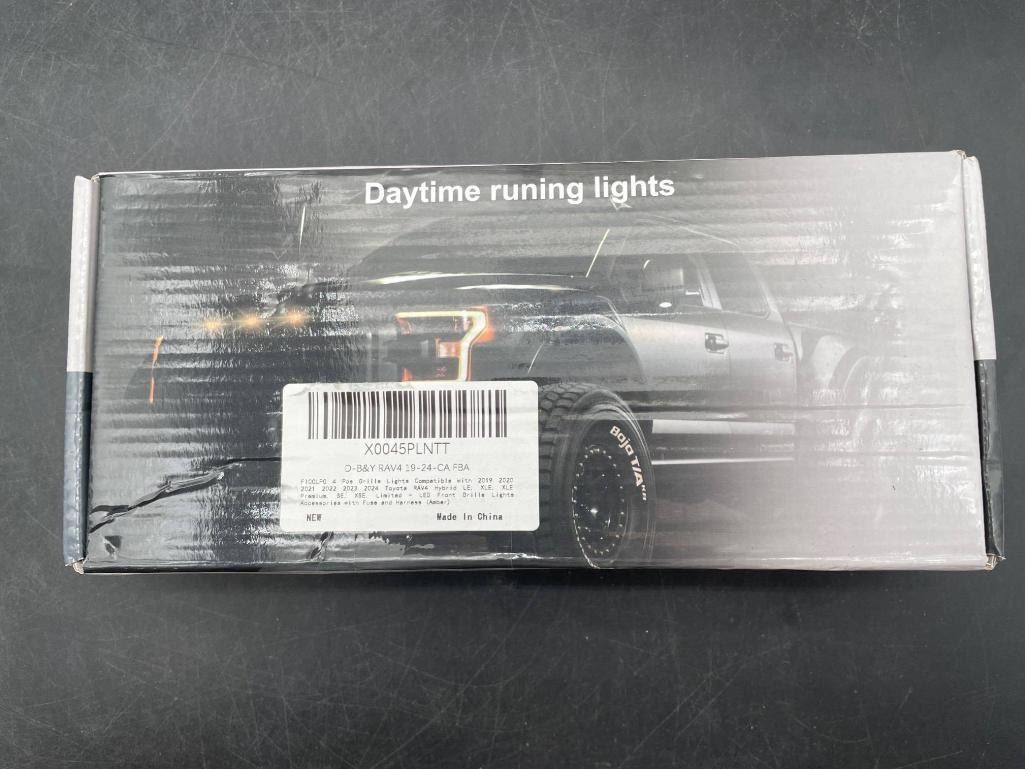 Daytime runing lights
Baja T/A
X0045PLNTT
D-B&Y RAV4 19-24-CA FBA
4 Pcs Grille Lights Compatible with 2019 2020
2021 2022 2023 2024 Toyota RAV4 Hybrid LE, XLE, XLE
Premium, SE, XSE, Limited - LED Front Grille Lights
Accessories with Fuse and Harness (Amber)
NEW Made In China